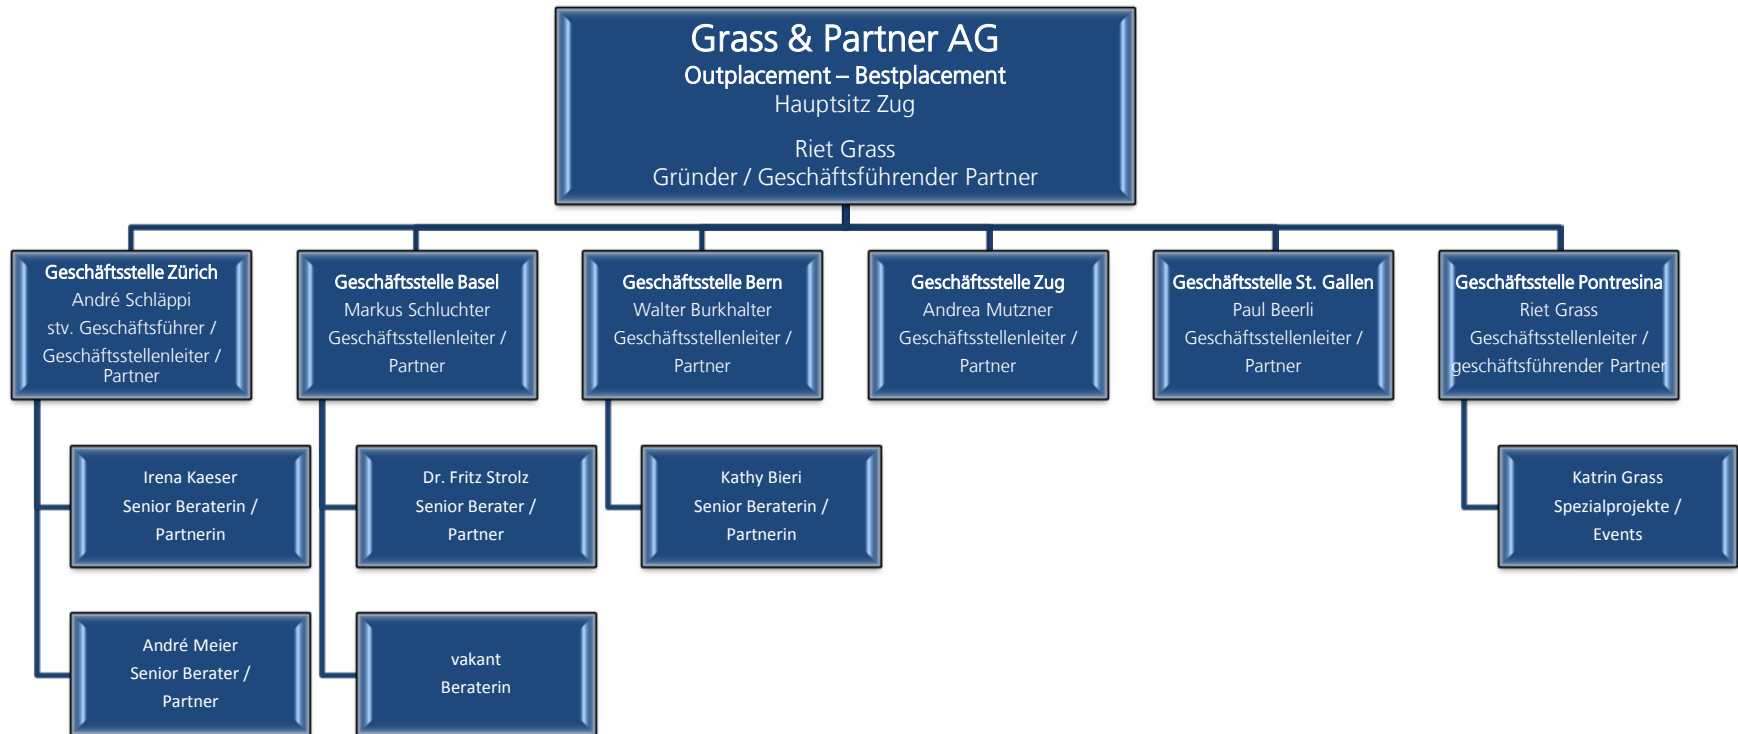 Grass & Partner AG
Outplacement – Bestplacement
Hauptsitz Zug
Riet Grass
Gründer / Geschäftsführender Partner
Geschäftsstelle Zürich
André Schläppi
stv. Geschäftsführer /
Geschäftsstellenleiter /
Partner
Geschäftsstelle Basel
Markus Schluchter
Geschäftsstellenleiter /
Partner
Geschäftsstelle Bern
Walter Burkhalter
Geschäftsstellenleiter /
Partner
Geschäftsstelle Zug
Andrea Mutzner
Geschäftsstellenleiter /
Partner
Geschäftsstelle St. Gallen
Paul Beerli
Geschäftsstellenleiter /
Partner
Geschäftsstelle Pontresina
Riet Grass
Geschäftsstellenleiter /
geschäftsführender Partner
Irena Kaeser
Senior Beraterin /
Partnerin
Dr. Fritz Strolz
Senior Berater /
Partner
Kathy Bieri
Senior Beraterin /
Partnerin
Katrin Grass
Spezialprojekte /
Events
André Meier
Senior Berater /
Partner
vakant
Beraterin